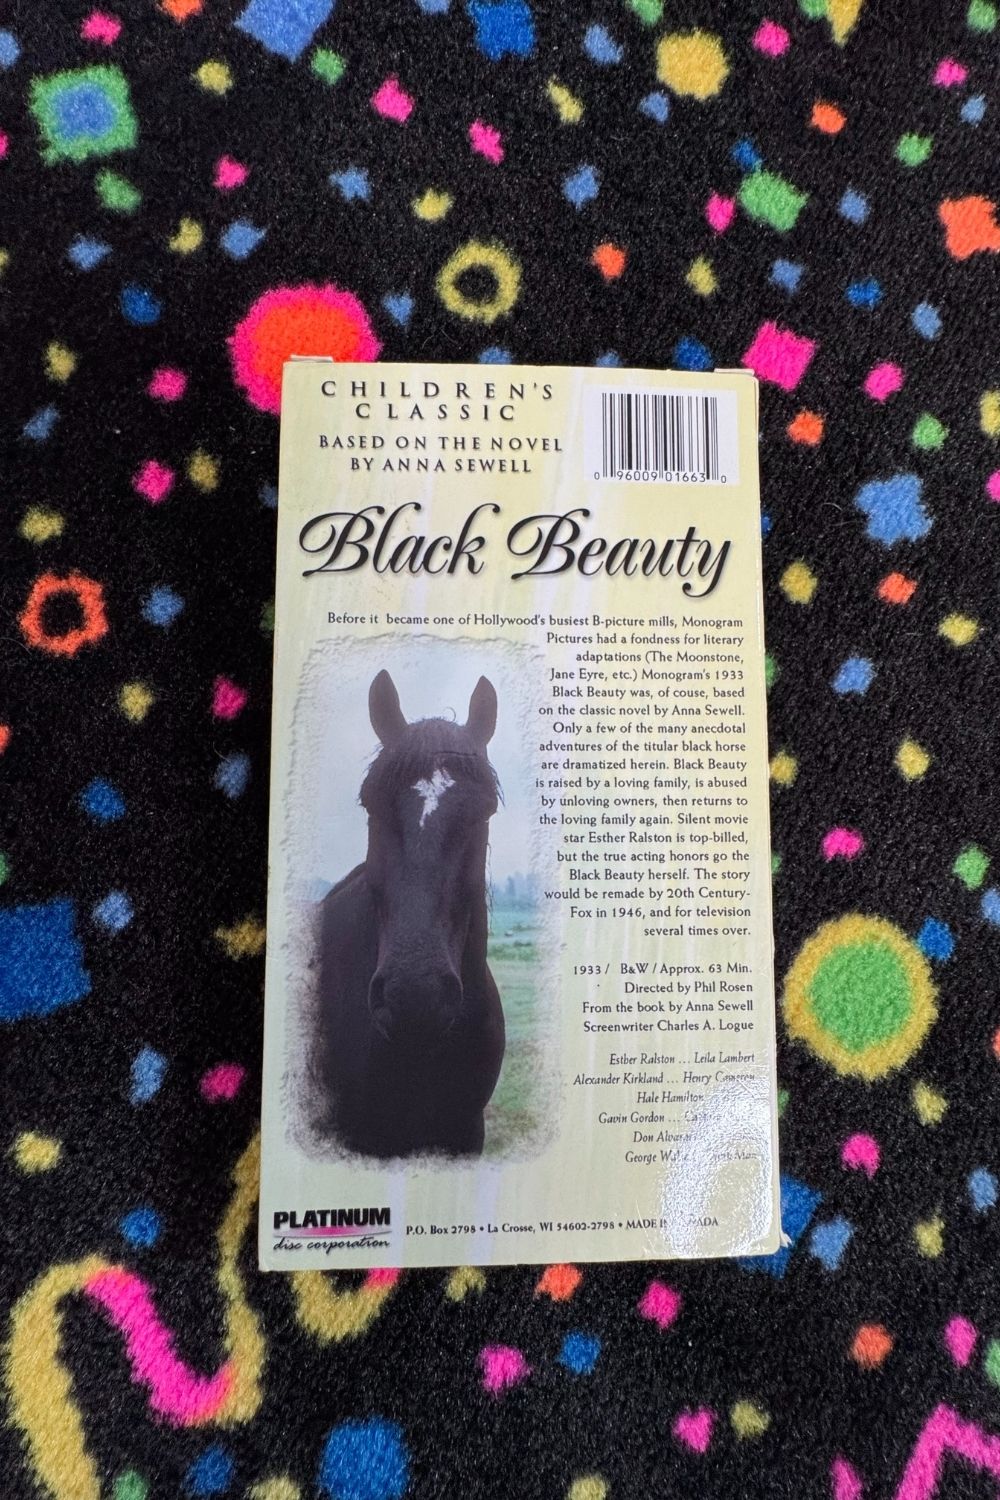 CHILDREN'S
CLASSIC
BASED ON THE NOVEL
BY ANNA SEWELL
0 96009 01663 0
Black Beauty
Before it became one of Hollywood's busiest B-picture mills, Monogram
Pictures had a fondness for literary
adaptations (The Moonstone,
Jane Eyre, etc.) Monogram's 1933
Black Beauty was, of couse, based
on the classic novel by Anna Sewell.
Only a few of the many anecdotal
adventures of the titular black horse
are dramatized herein. Black Beauty
is raised by a loving family, is abused
by unloving owners, then returns to
the loving family again. Silent movie
star Esther Ralston is top-billed,
but the true acting honors go the
Black Beauty herself. The story
would be remade by 20th Century-
Fox in 1946, and for television
several times over.
1933 / B&W / Approx. 63 Min.
Directed by Phil Rosen
From the book by Anna Sewell
Screenwriter Charles A. Logue
Esther Ralston ... Leila Lambert
Alexander Kirkland ... Henry Cameron
Hale Hamilton
Gavin Gordon ...
Don
George
PLATINUM
disc corporation
P.O. Box 2798 • La Crosse, WI 54602-2798 • MADE IN CANADA